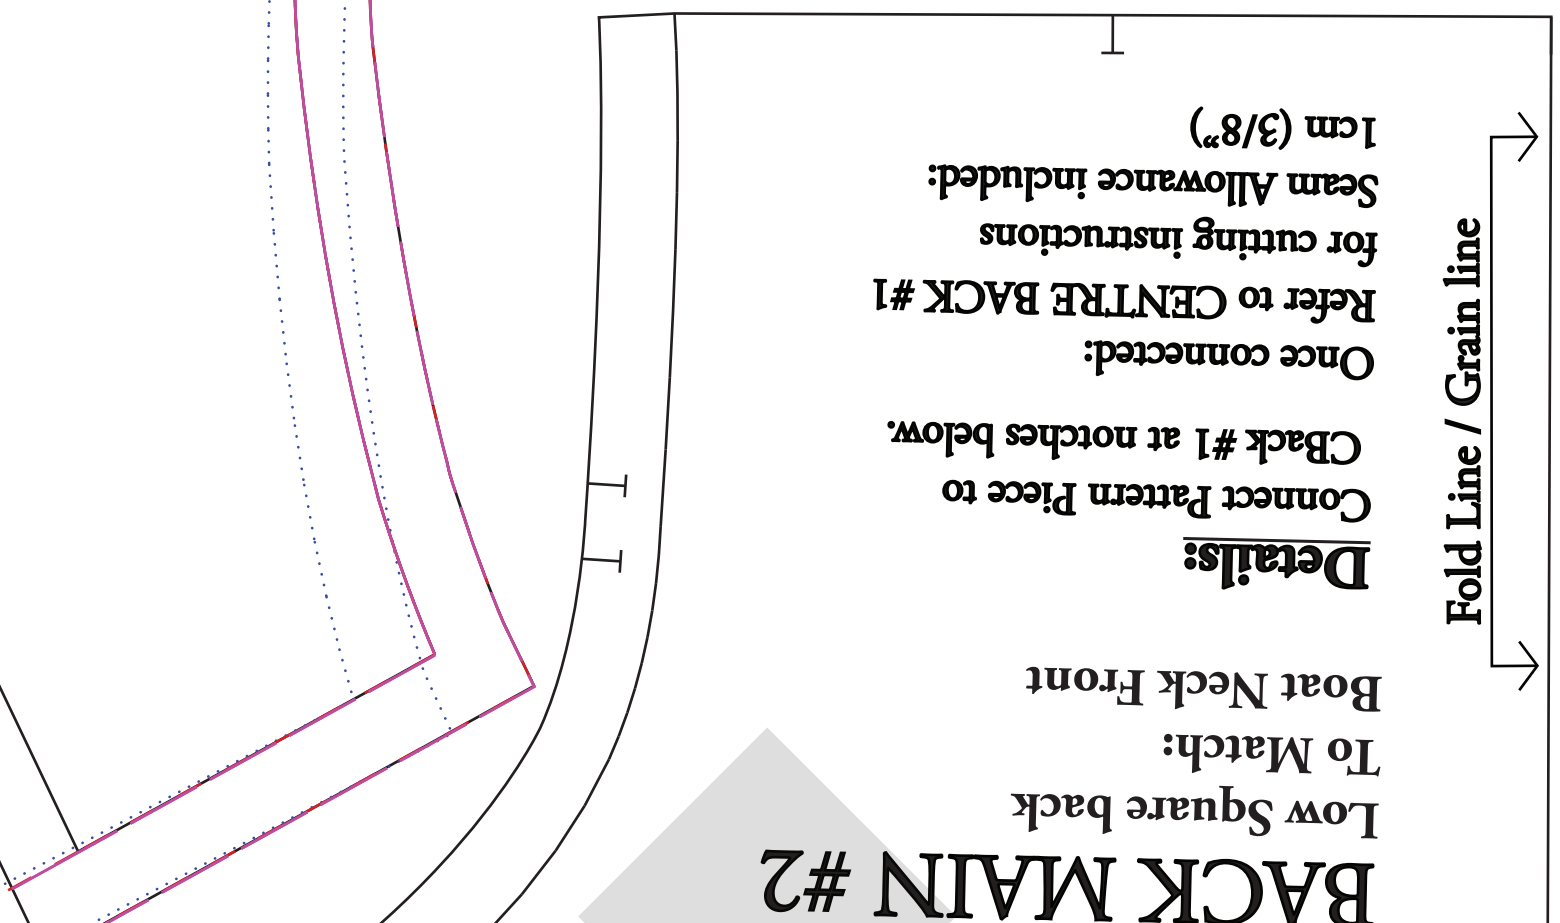 BACK MAIN #2
Low Square back
To Match:
Boat Neck Front
Details:
Connect Pattern Piece to
CBack #1 at notches below.
Once connected:
Refer to CENTRE BACK #1
for cutting instructions
Seam Allowance included:
1cm (3/8”)
Fold Line / Grain line